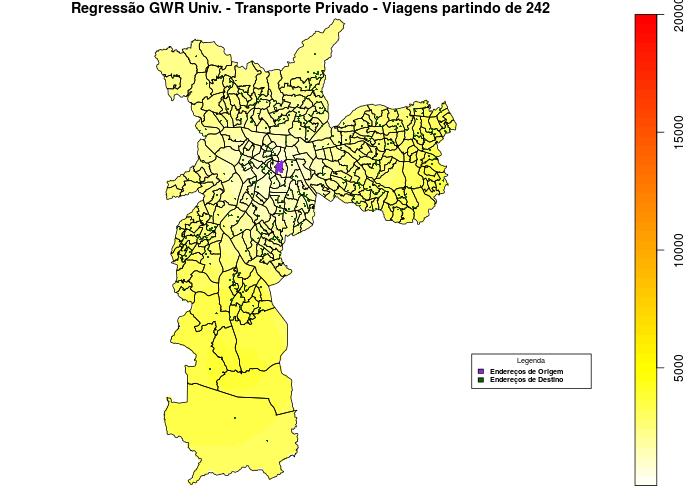 Regressão GWR Univ. - Transporte Privado - Viagens partindo de 242
20000
15000
10000
5000
Legenda
Endereços de Origem
Endereços de Destino